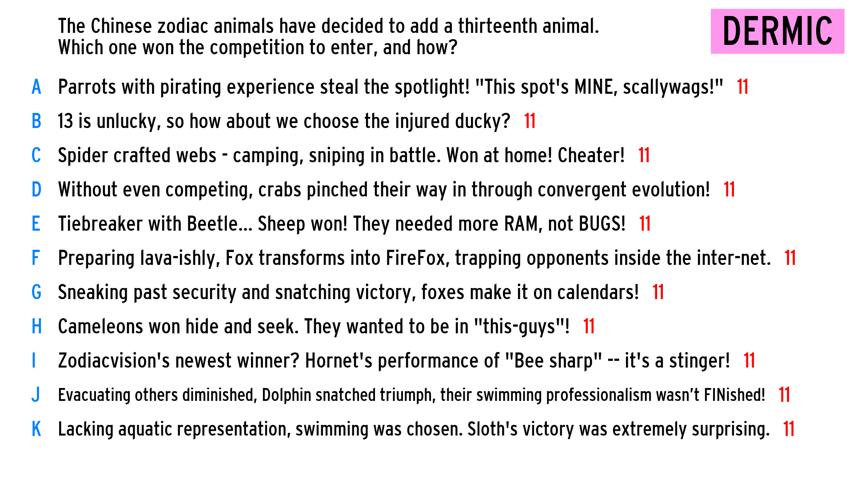 The Chinese zodiac animals have decided to add a thirteenth animal.
Which one won the competition to enter, and how?
DERMIC
A Parrots with pirating experience steal the spotlight! "This spot's MINE, scallywags!" 11
B 13 is unlucky, so how about we choose the injured ducky? 11
C Spider crafted webs - camping, sniping in battle. Won at home! Cheater! 11
D Without even competing, crabs pinched their way in through convergent evolution! 11
E Tiebreaker with Beetle... Sheep won! They needed more RAM, not BUGS! 11
F Preparing lava-ishly, Fox transforms into FireFox, trapping opponents inside the inter-net. 11
G Sneaking past security and snatching victory, foxes make it on calendars! 11
H Cameleons won hide and seek. They wanted to be in "this-guys"! 11
I Zodiacvision's newest winner? Hornet's performance of "Bee sharp" -- it's a stinger! 11
J Evacuating others diminished, Dolphin snatched triumph, their swimming professionalism wasn’t FINished! 11
K Lacking aquatic representation, swimming was chosen. Sloth's victory was extremely surprising. 11